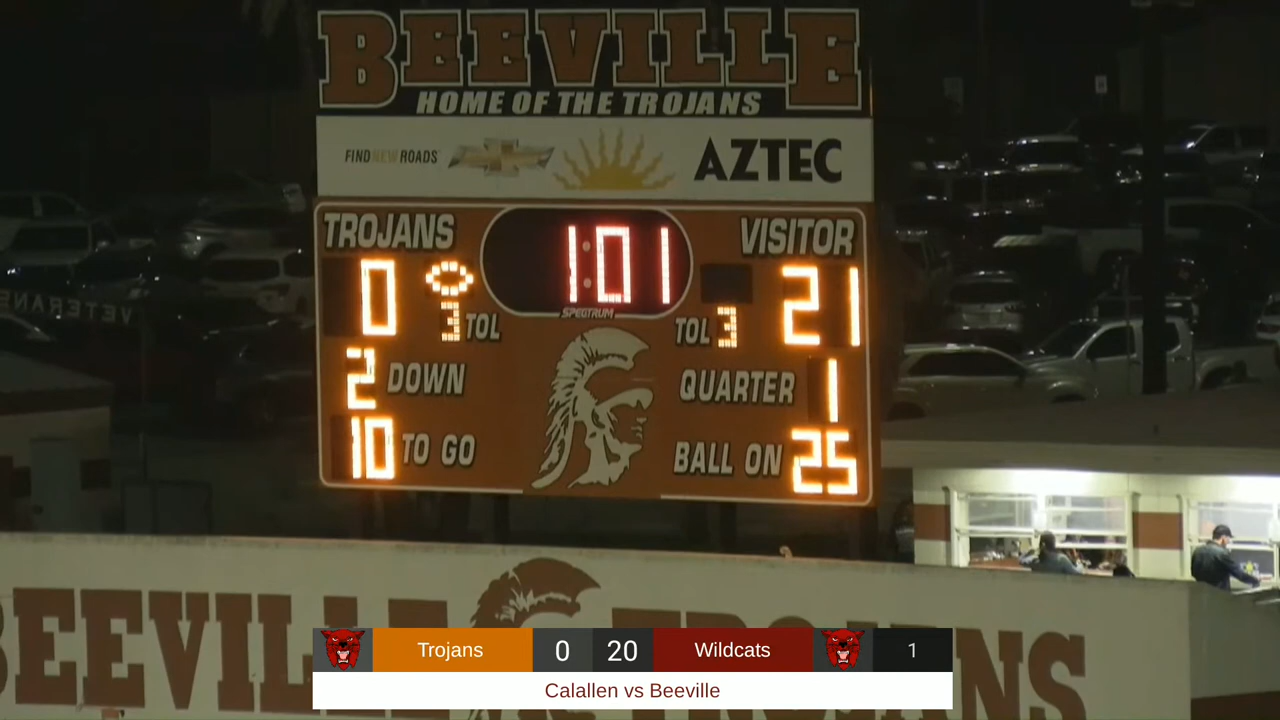 BEEVILLE
HOME OF THE TROJANS
FIND NEW ROADS AZTEC
TROJANS 1:01 VISITOR
0 3 TOL SPECTRUM TOL 3 21
2 DOWN QUARTER 1
10 TO GO BALL ON 25
VETERANS
BEEVILLE TROJANS
Trojans 0 20 Wildcats 1
Calallen vs Beeville